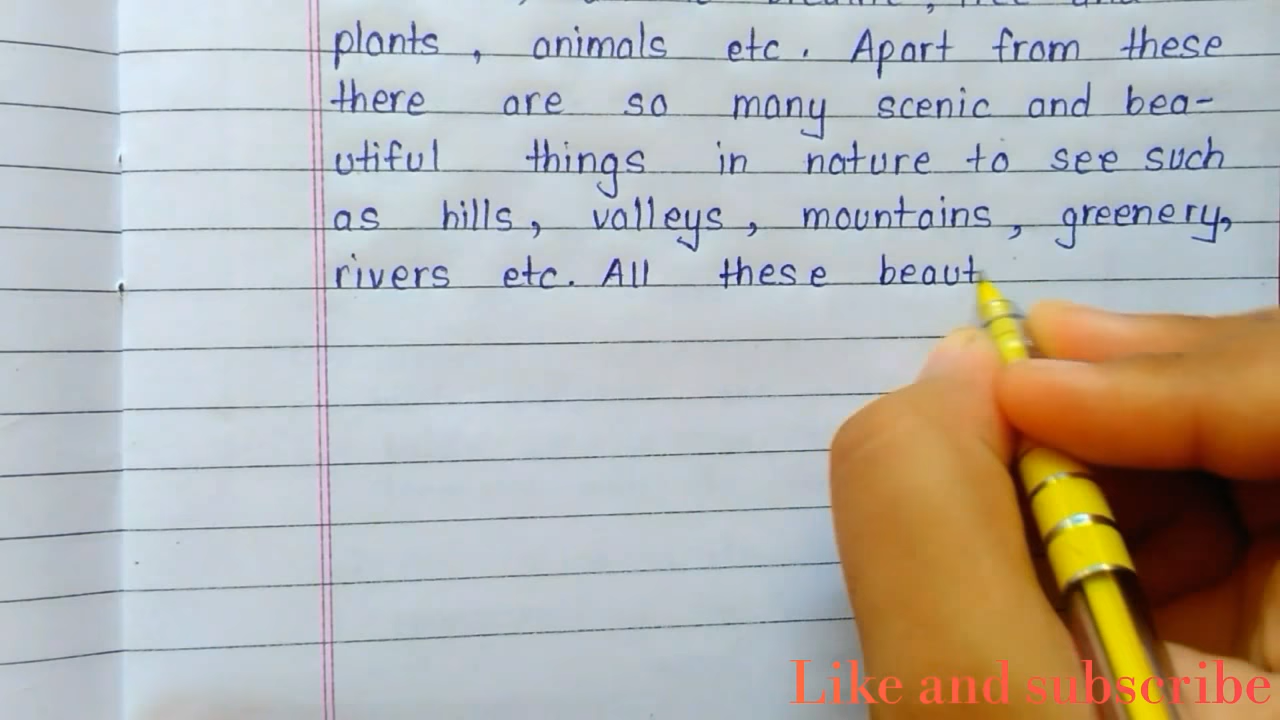 plants , animals etc. Apart from these
there are so many scenic and bea-
utiful things in nature to see such
as hills, valleys, mountains, greenery,
rivers etc. All these beaut
Like and subscribe